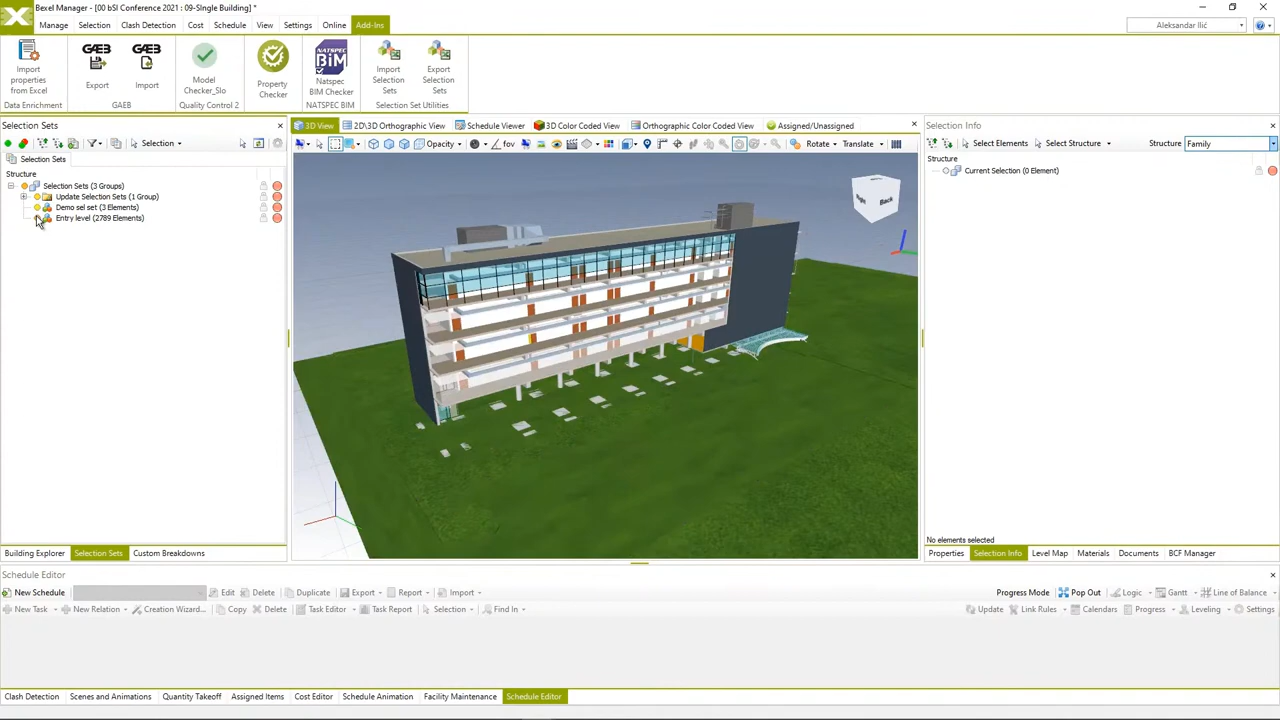 Bexel Manager - [00 bSI Conference 2021 : 09-Single Building] *
Manage Selection Clash Detection Cost Schedule View Settings Online Add-Ins
Aleksandar Ilić
Import properties from Excel
Data Enrichment
GAEB Export
GAEB Import
GAEB
Model Checker_Slo
Quality Control 2
Property Checker
NATSPEC BIM
Natspec BIM Checker
NATSPEC BIM
Import Selection Sets
Export Selection Sets
Selection Set Utilities
Selection Sets
Selection
Selection Sets
Structure
Selection Sets (3 Groups)
Update Selection Sets (1 Group)
Demo sel set (3 Elements)
Entry level (2789 Elements)
Building Explorer Selection Sets Custom Breakdowns
3D View 2D\3D Orthographic View Schedule Viewer 3D Color Coded View Orthographic Color Coded View Assigned/Unassigned
Opacity fov Rotate Translate
Right Back
Selection Info
Select Elements Select Structure Structure Family
Structure
Current Selection (0 Element)
No elements selected
Properties Selection Info Level Map Materials Documents BCF Manager
Schedule Editor
New Schedule Edit Delete Duplicate Export Report Import Progress Mode Pop Out Logic Gantt Line of Balance
New Task New Relation Creation Wizard... Copy Delete Task Editor Task Report Selection Find In Update Link Rules Calendars Progress Leveling Settings
Clash Detection Scenes and Animations Quantity Takeoff Assigned Items Cost Editor Schedule Animation Facility Maintenance Schedule Editor